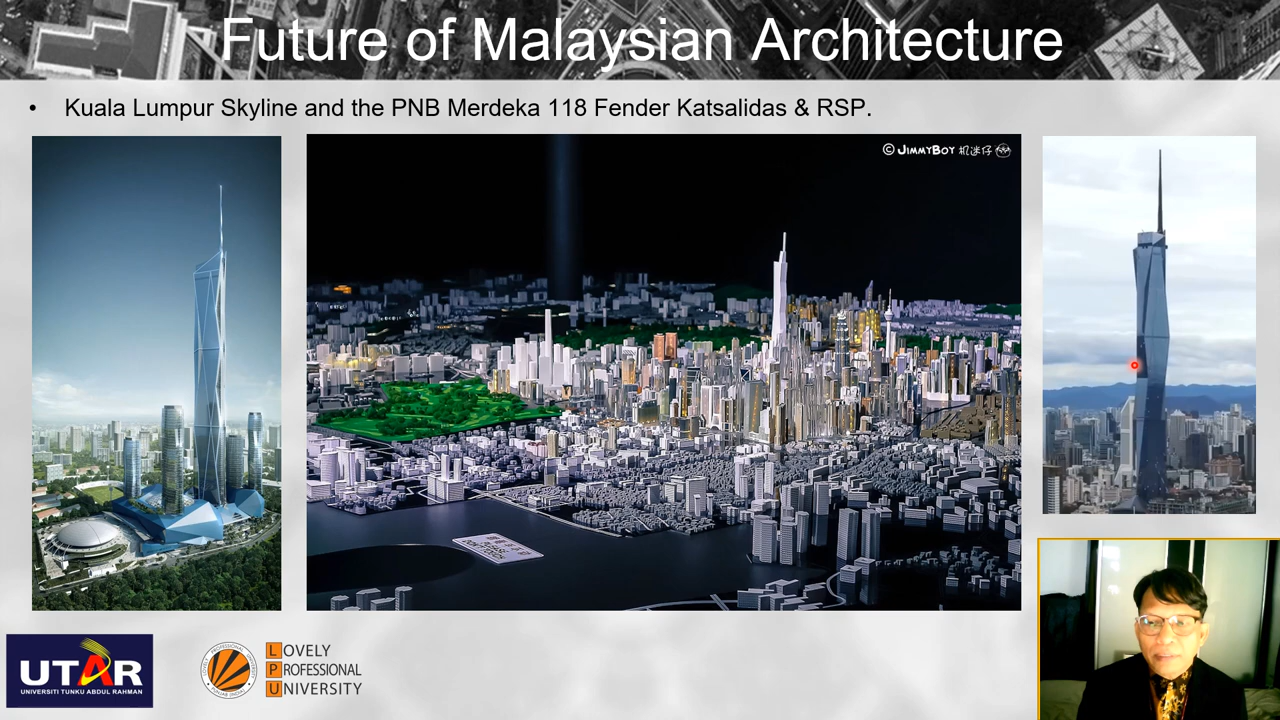 Future of Malaysian Architecture
• Kuala Lumpur Skyline and the PNB Merdeka 118 Fender Katsalidas & RSP.
© JIMMYBOY 机迷仔
UTAR
UNIVERSITI TUNKU ABDUL RAHMAN
LOVELY
PROFESSIONAL
UNIVERSITY